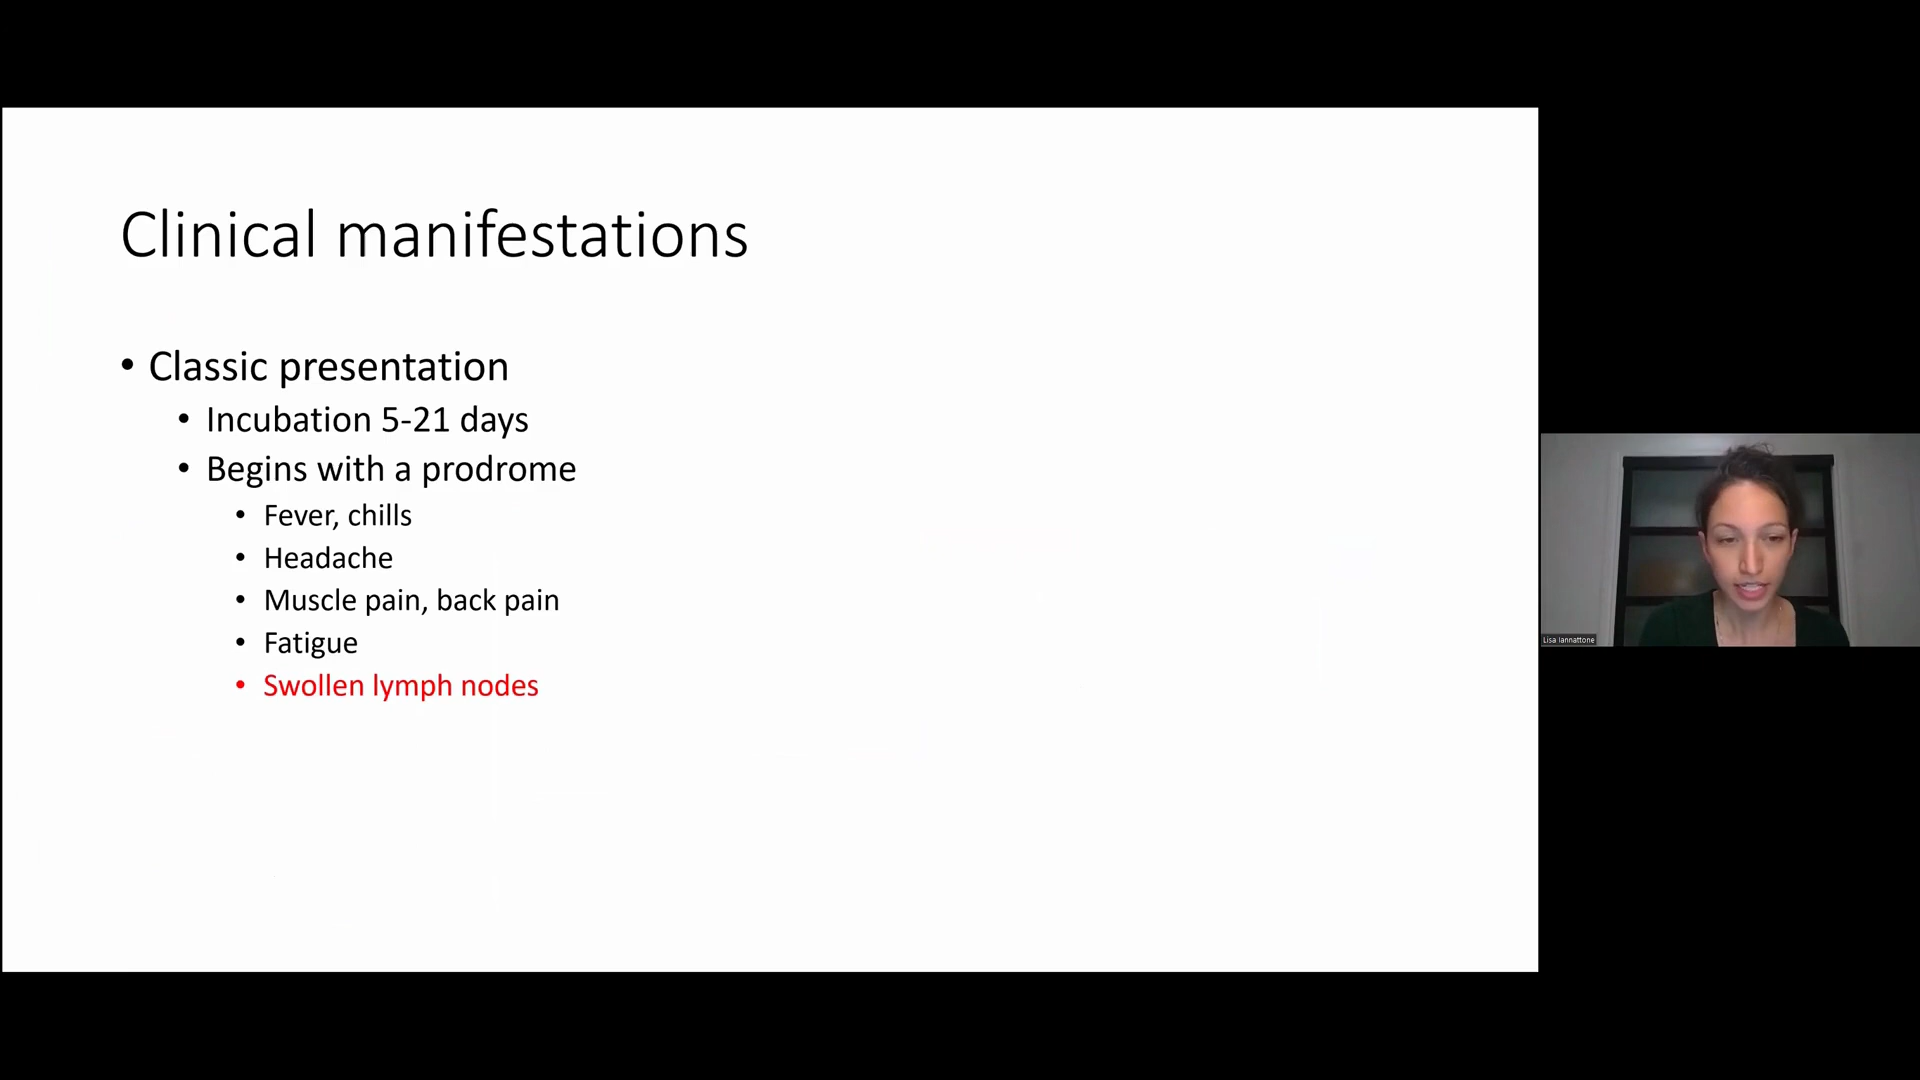 Clinical manifestations
• Classic presentation
• Incubation 5-21 days
• Begins with a prodrome
• Fever, chills
• Headache
• Muscle pain, back pain
• Fatigue
• Swollen lymph nodes
Lisa Iannattone